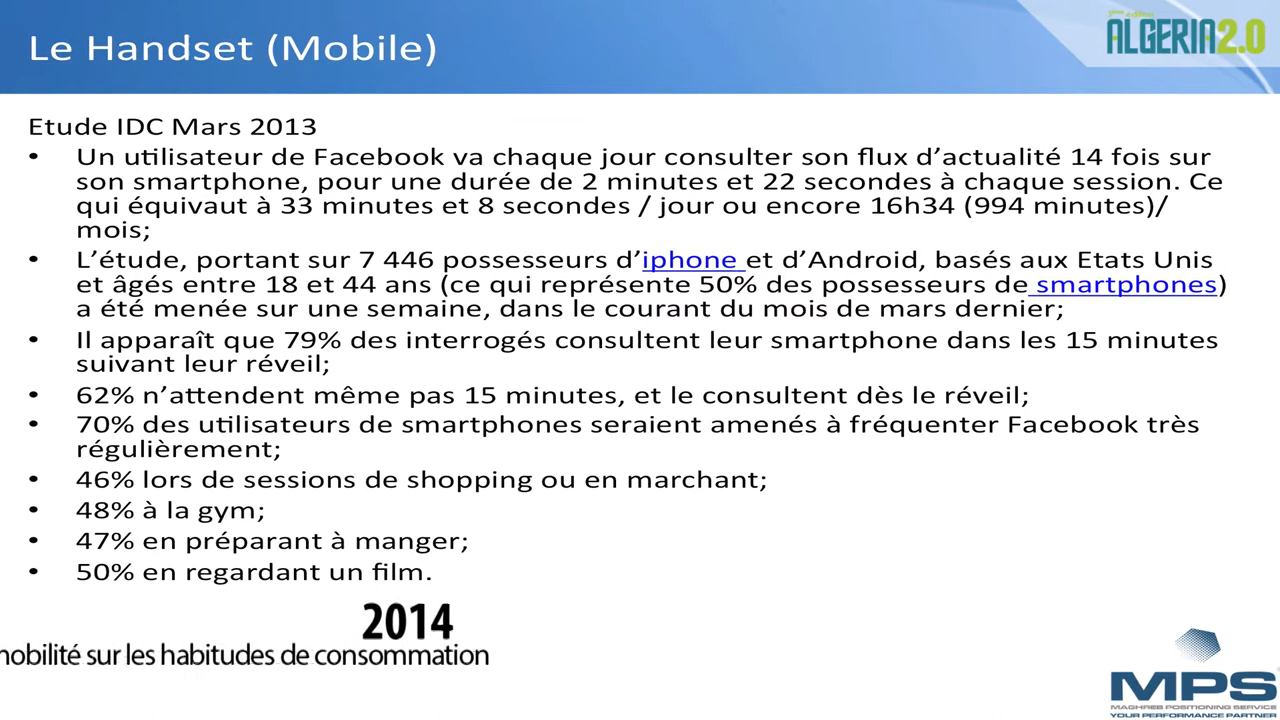 Le Handset (Mobile)
ALGERIA2.0
Etude IDC Mars 2013
• Un utilisateur de Facebook va chaque jour consulter son flux d’actualité 14 fois sur
son smartphone, pour une durée de 2 minutes et 22 secondes à chaque session. Ce
qui équivaut à 33 minutes et 8 secondes / jour ou encore 16h34 (994 minutes)/
mois;
• L’étude, portant sur 7 446 possesseurs d’iphone et d’Android, basés aux Etats Unis
et âgés entre 18 et 44 ans (ce qui représente 50% des possesseurs de smartphones)
a été menée sur une semaine, dans le courant du mois de mars dernier;
• Il apparaît que 79% des interrogés consultent leur smartphone dans les 15 minutes
suivant leur réveil;
• 62% n’attendent même pas 15 minutes, et le consultent dès le réveil;
• 70% des utilisateurs de smartphones seraient amenés à fréquenter Facebook très
régulièrement;
• 46% lors de sessions de shopping ou en marchant;
• 48% à la gym;
• 47% en préparant à manger;
• 50% en regardant un film.
2014
nobilité sur les habitudes de consommation
MPS
MAGHREB POSITIONING SERVICE
YOUR PERFORMANCE PARTNER